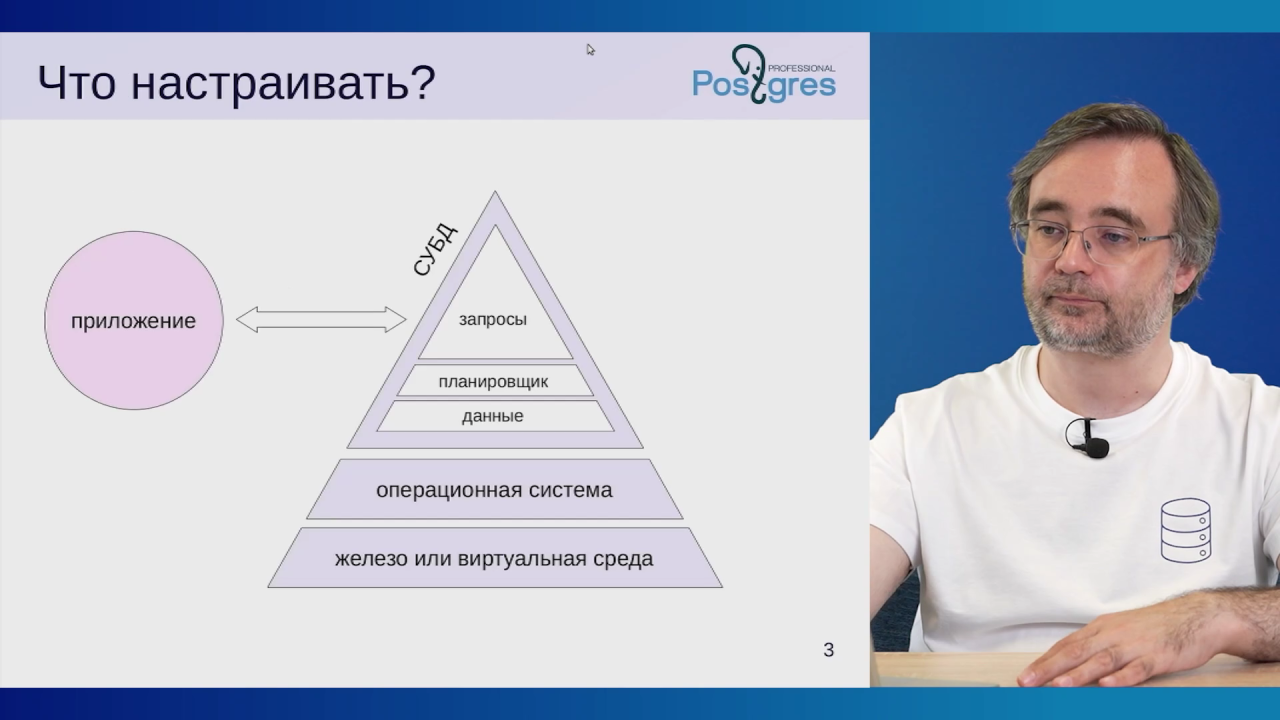 Что настраивать?
PROFESSIONAL
Postgres
СУБД
приложение
запросы
планировщик
данные
операционная система
железо или виртуальная среда
3